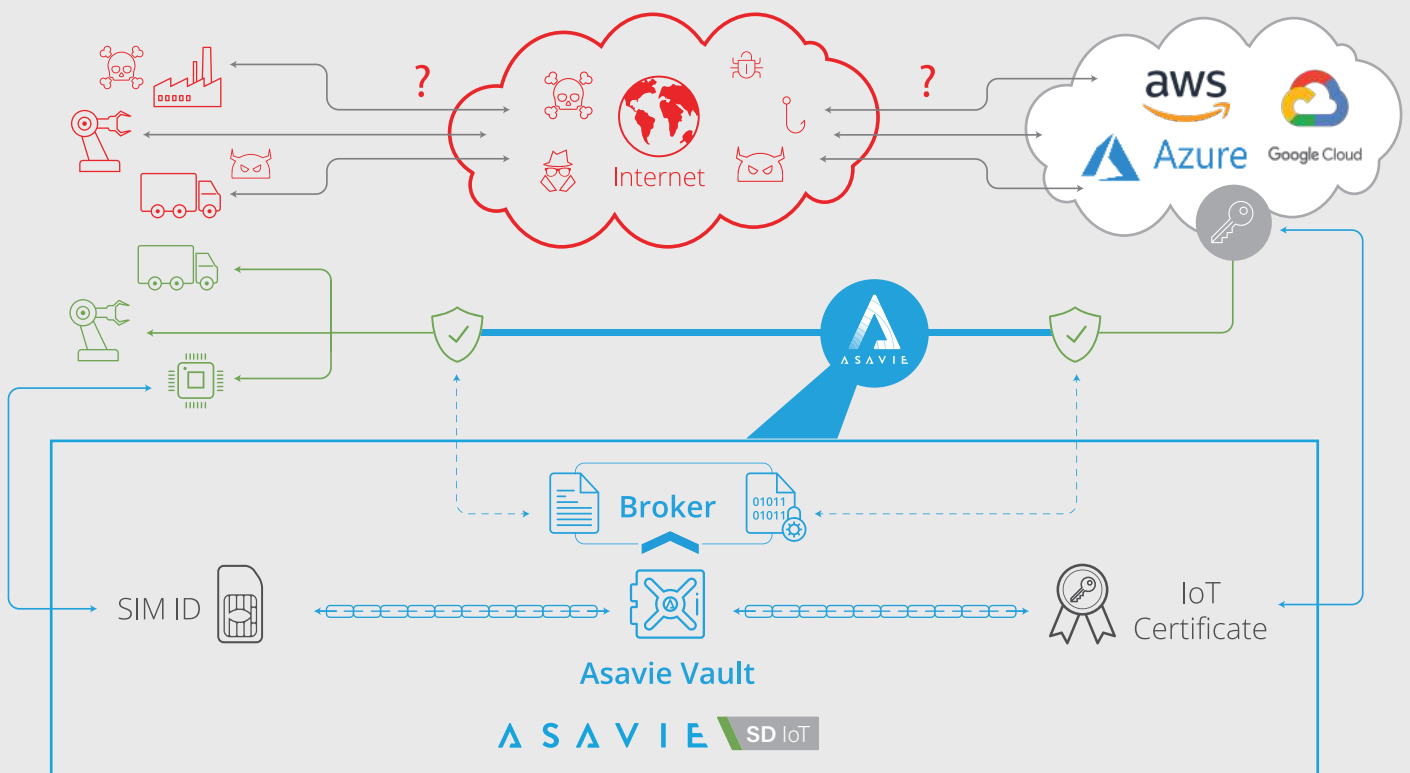 ?
?
aws
Azure
Google Cloud
Internet
ASAVIE
Broker
01011
01011
SIM ID
IoT
Certificate
Asavie Vault
ASAVIE SD IoT